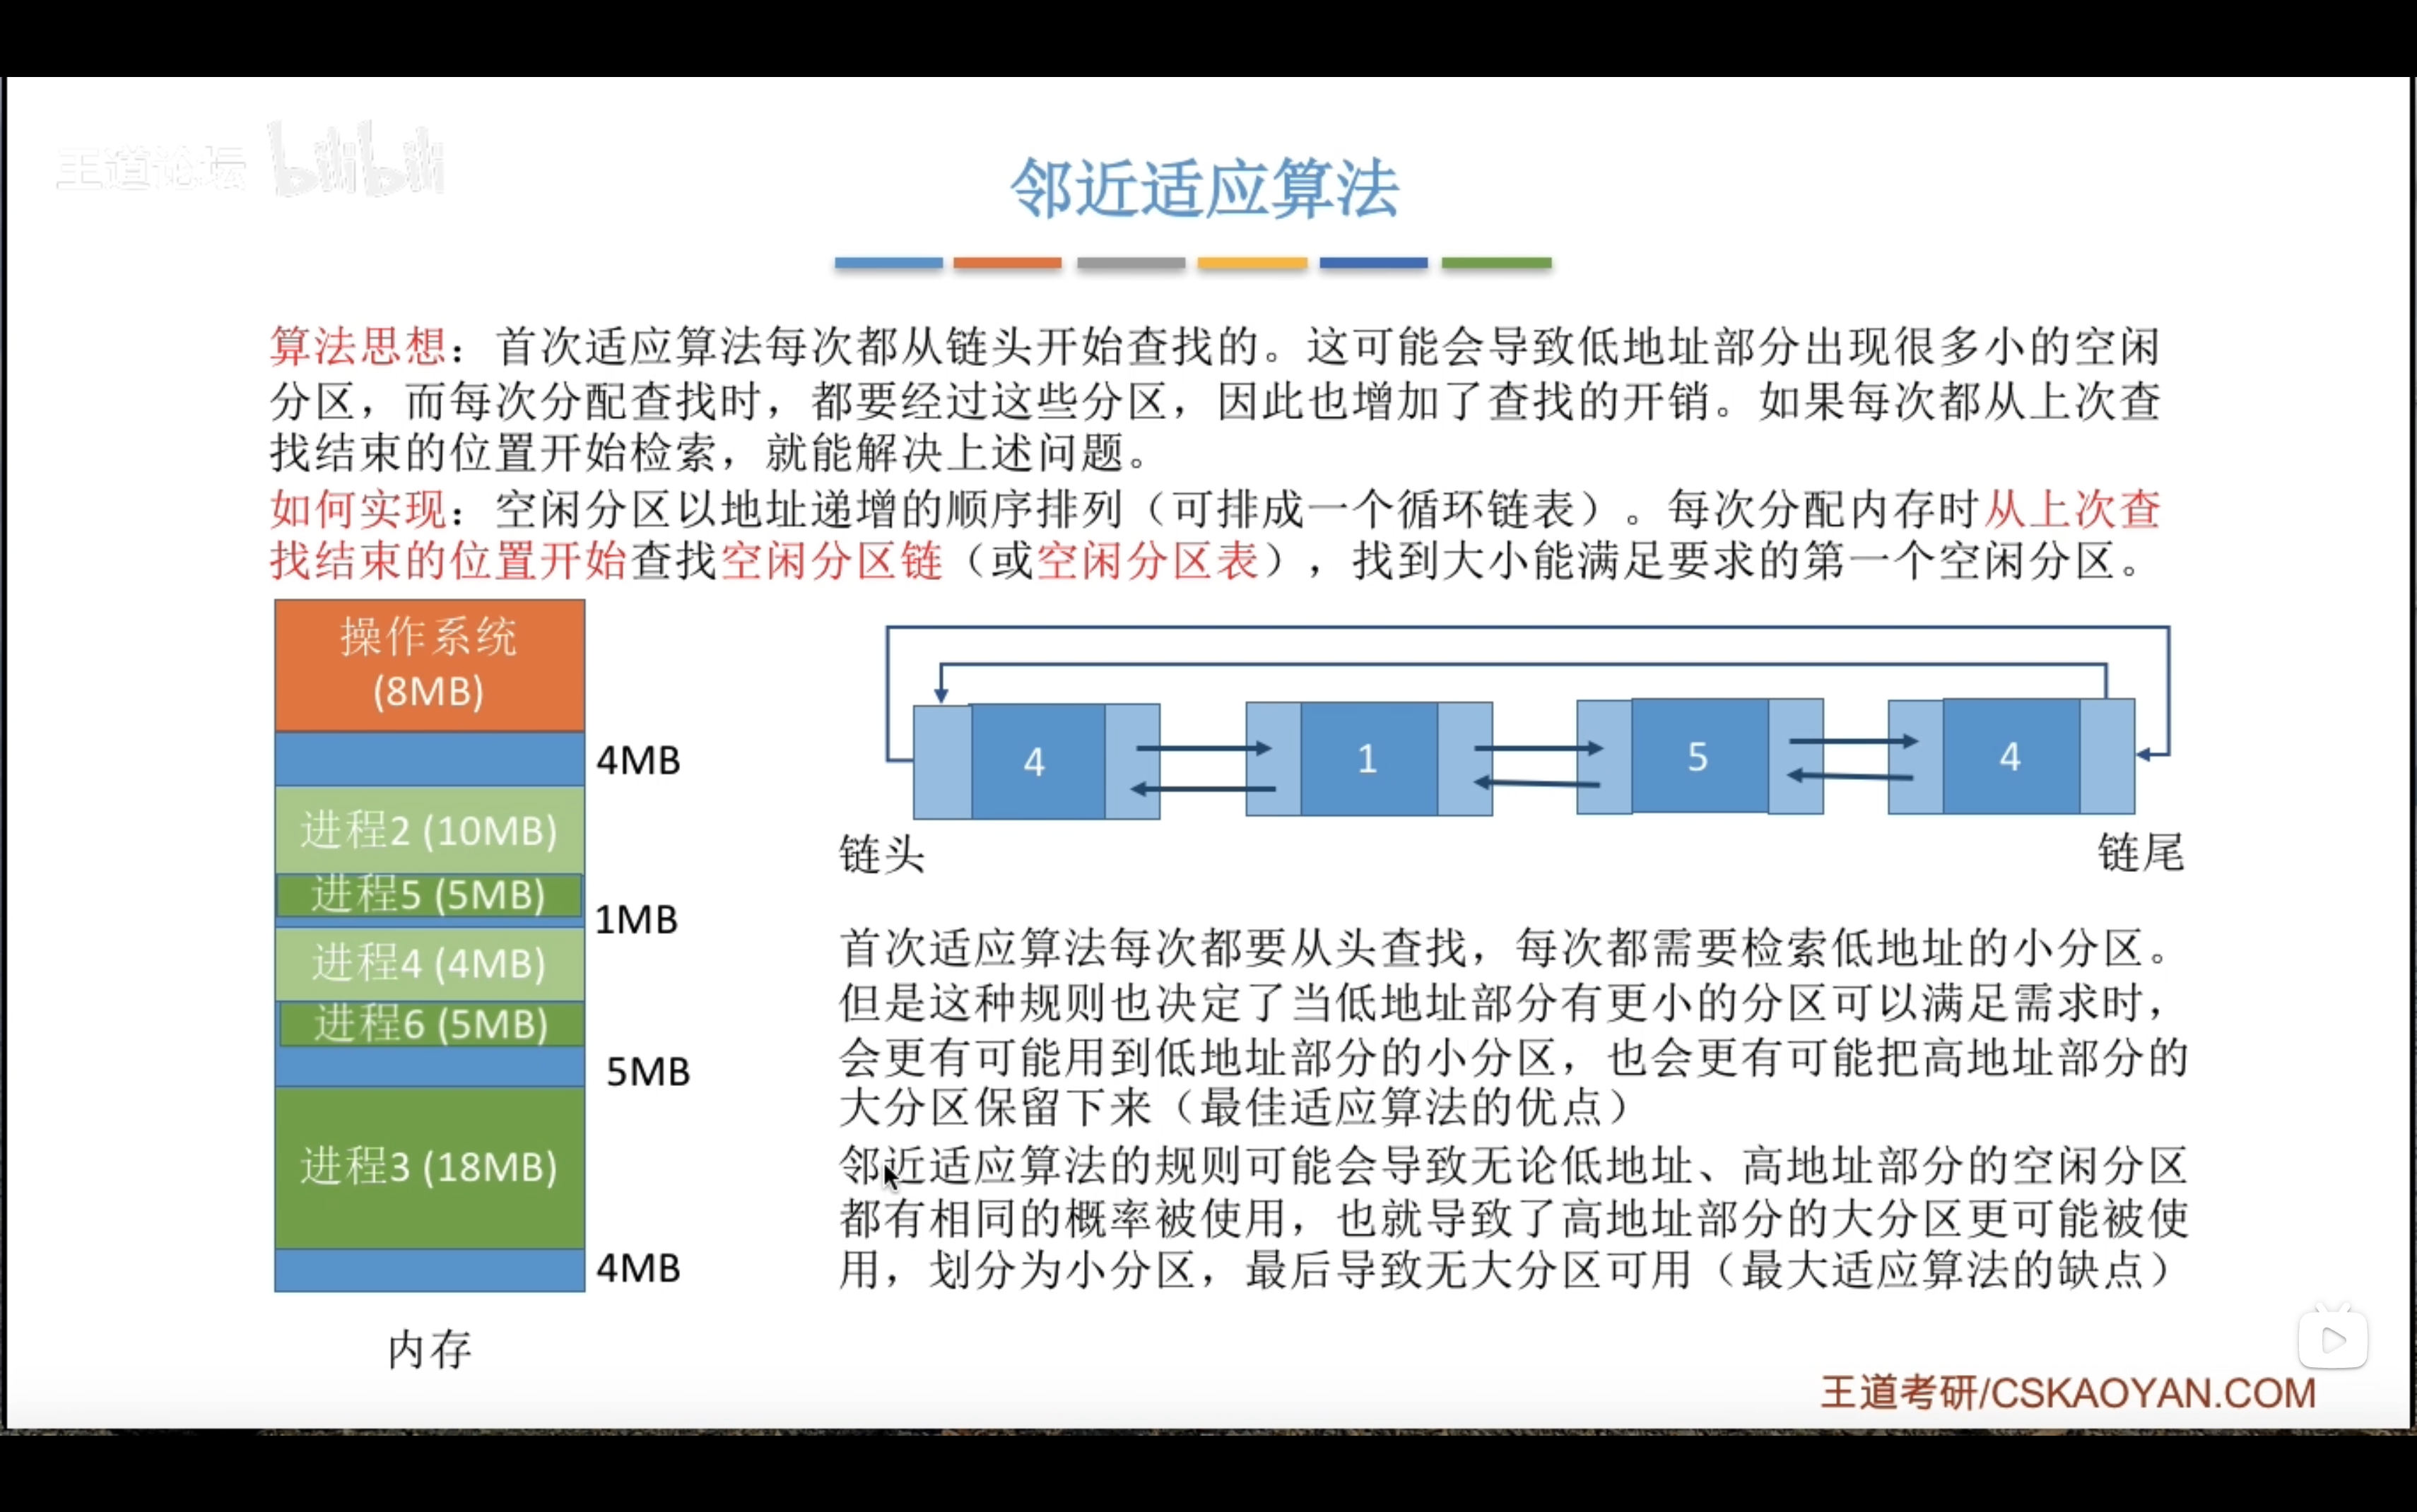 王道论坛 bilibili
邻近适应算法
算法思想：首次适应算法每次都从链头开始查找的。这可能会导致低地址部分出现很多小的空闲
分区，而每次分配查找时，都要经过这些分区，因此也增加了查找的开销。如果每次都从上次查
找结束的位置开始检索，就能解决上述问题。
如何实现：空闲分区以地址递增的顺序排列（可排成一个循环链表）。每次分配内存时从上次查
找结束的位置开始查找空闲分区链（或空闲分区表），找到大小能满足要求的第一个空闲分区。
操作系统
(8MB)
4MB
进程2 (10MB)
进程5 (5MB)
1MB
进程4 (4MB)
进程6 (5MB)
5MB
进程3 (18MB)
4MB
内存
4
1
5
4
链头
链尾
首次适应算法每次都要从头查找，每次都需要检索低地址的小分区。
但是这种规则也决定了当低地址部分有更小的分区可以满足需求时，
会更有可能用到低地址部分的小分区，也会更有可能把高地址部分的
大分区保留下来（最佳适应算法的优点）
邻近适应算法的规则可能会导致无论低地址、高地址部分的空闲分区
都有相同的概率被使用，也就导致了高地址部分的大分区更可能被使
用，划分为小分区，最后导致无大分区可用（最大适应算法的缺点）
王道考研/CSKAOYAN.COM